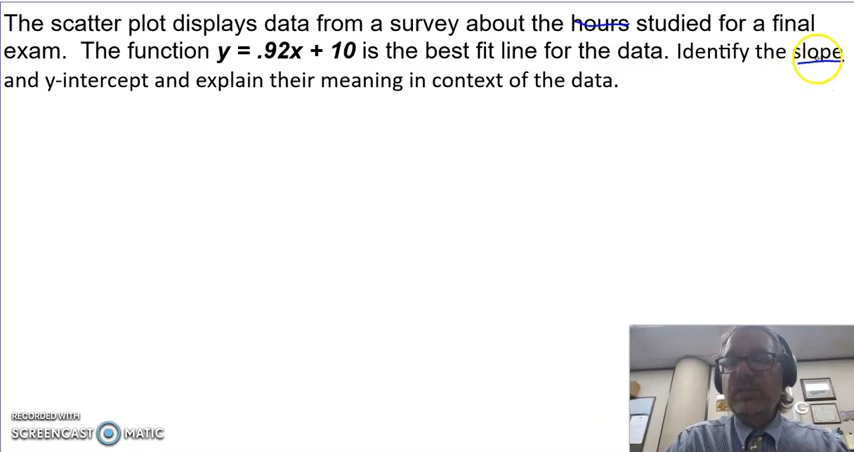 The scatter plot displays data from a survey about the hours studied for a final
exam. The function y = .92x + 10 is the best fit line for the data. Identify the slope
and y-intercept and explain their meaning in context of the data.
RECORDED WITH
SCREENCAST MATIC